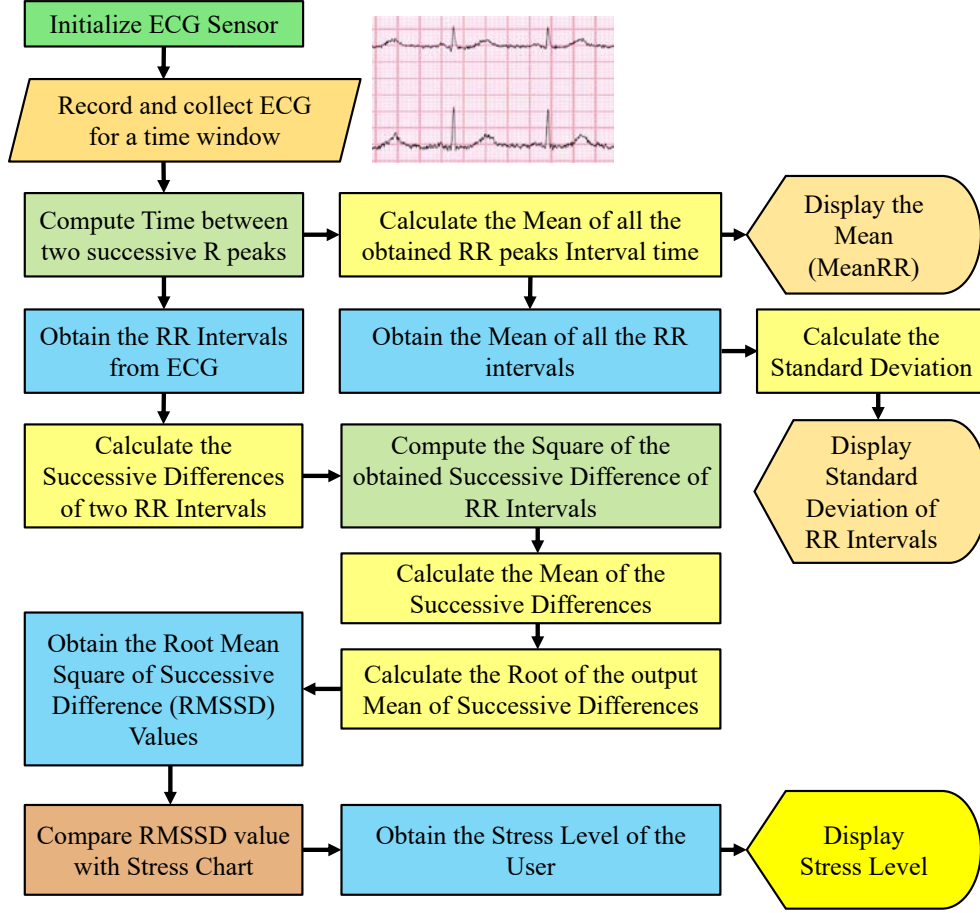 Initialize ECG Sensor
Record and collect ECG
for a time window
Compute Time between
two successive R peaks
Calculate the Mean of all the
obtained RR peaks Interval time
Display the
Mean
(MeanRR)
Obtain the RR Intervals
from ECG
Obtain the Mean of all the RR
intervals
Calculate the
Standard Deviation
Calculate the
Successive Differences
of two RR Intervals
Compute the Square of the
obtained Successive Difference of
RR Intervals
Display
Standard
Deviation of
RR Intervals
Calculate the Mean of the
Successive Differences
Calculate the Root of the output
Mean of Successive Differences
Obtain the Root Mean
Square of Successive
Difference (RMSSD)
Values
Compare RMSSD value
with Stress Chart
Obtain the Stress Level of the
User
Display
Stress Level